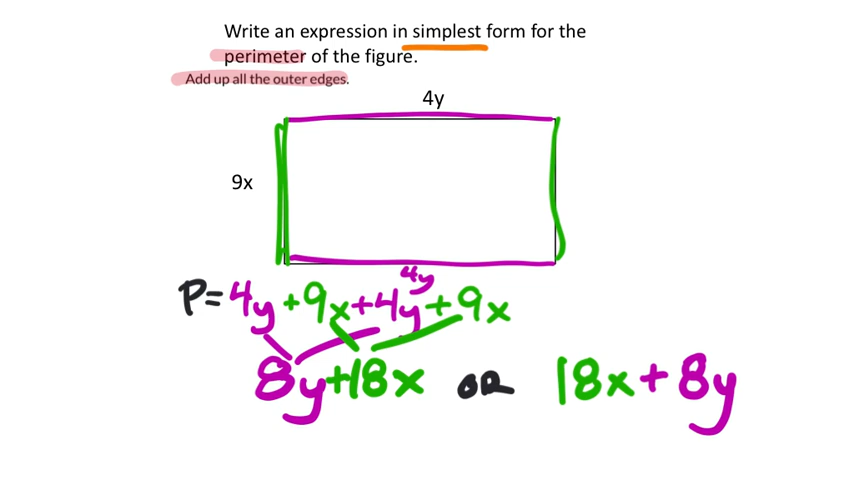 Write an expression in simplest form for the
perimeter of the figure.
Add up all the outer edges.
4y
9x
4y
P=4y+9x+4y+9x
8y+18x OR 18x+8y